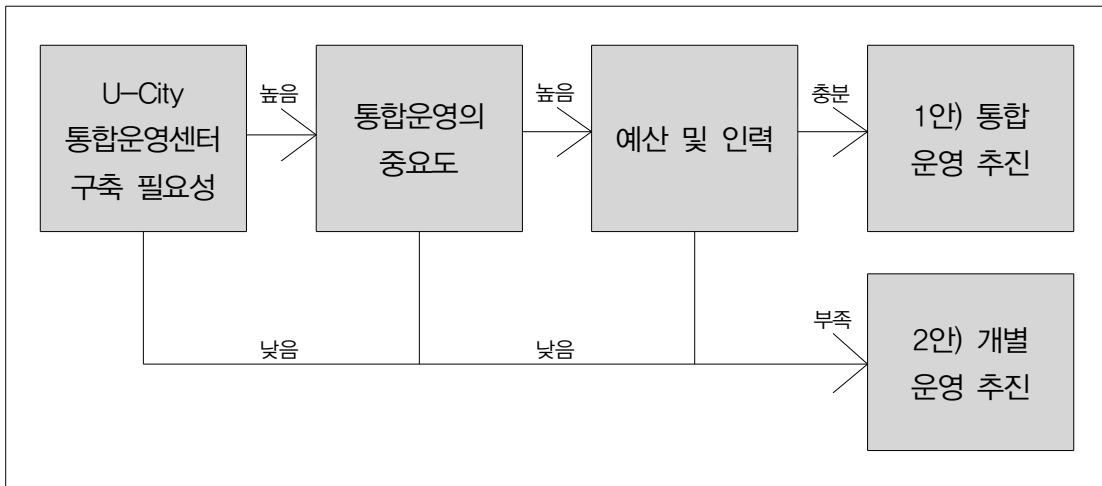 U-City
통합운영센터
구축 필요성
높음
통합운영의
중요도
높음
예산 및 인력
충분
1안) 통합
운영 추진
낮음
낮음
부족
2안) 개별
운영 추진